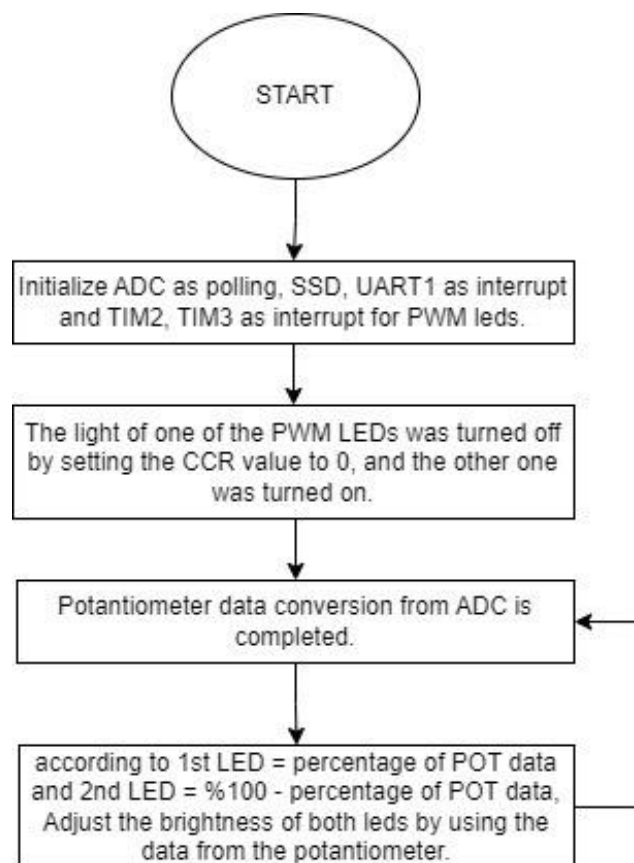 START
Initialize ADC as polling, SSD, UART1 as interrupt
and TIM2, TIM3 as interrupt for PWM leds.
The light of one of the PWM LEDs was turned off
by setting the CCR value to 0, and the other one
was turned on.
Potantiometer data conversion from ADC is
completed.
according to 1st LED = percentage of POT data
and 2nd LED = %100 - percentage of POT data,
Adjust the brightness of both leds by using the
data from the potantiometer.